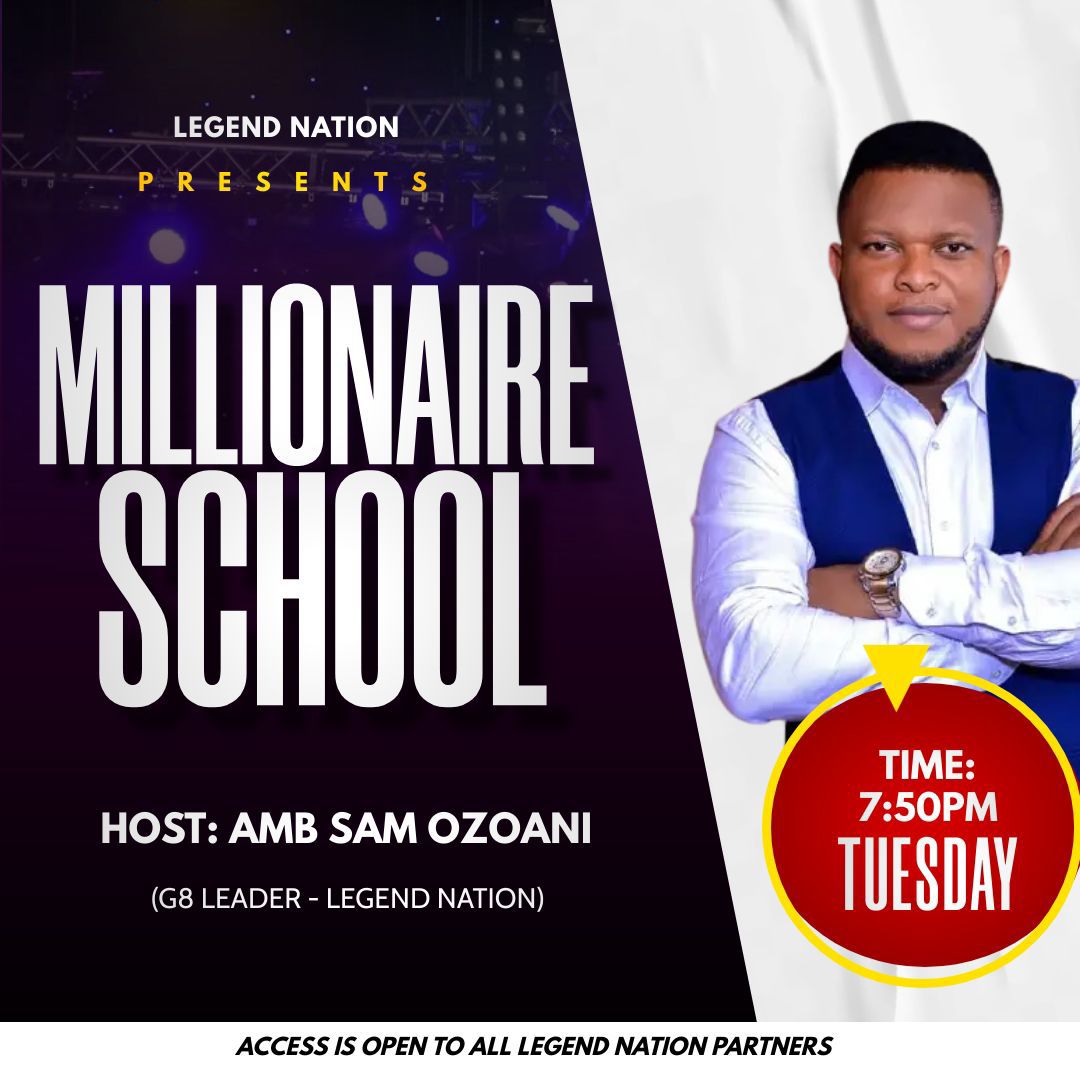 LEGEND NATION
PRESENTS
MILLIONAIRE
SCHOOL
HOST: AMB SAM OZOANI
(G8 LEADER - LEGEND NATION)
TIME:
7:50PM
TUESDAY
ACCESS IS OPEN TO ALL LEGEND NATION PARTNERS